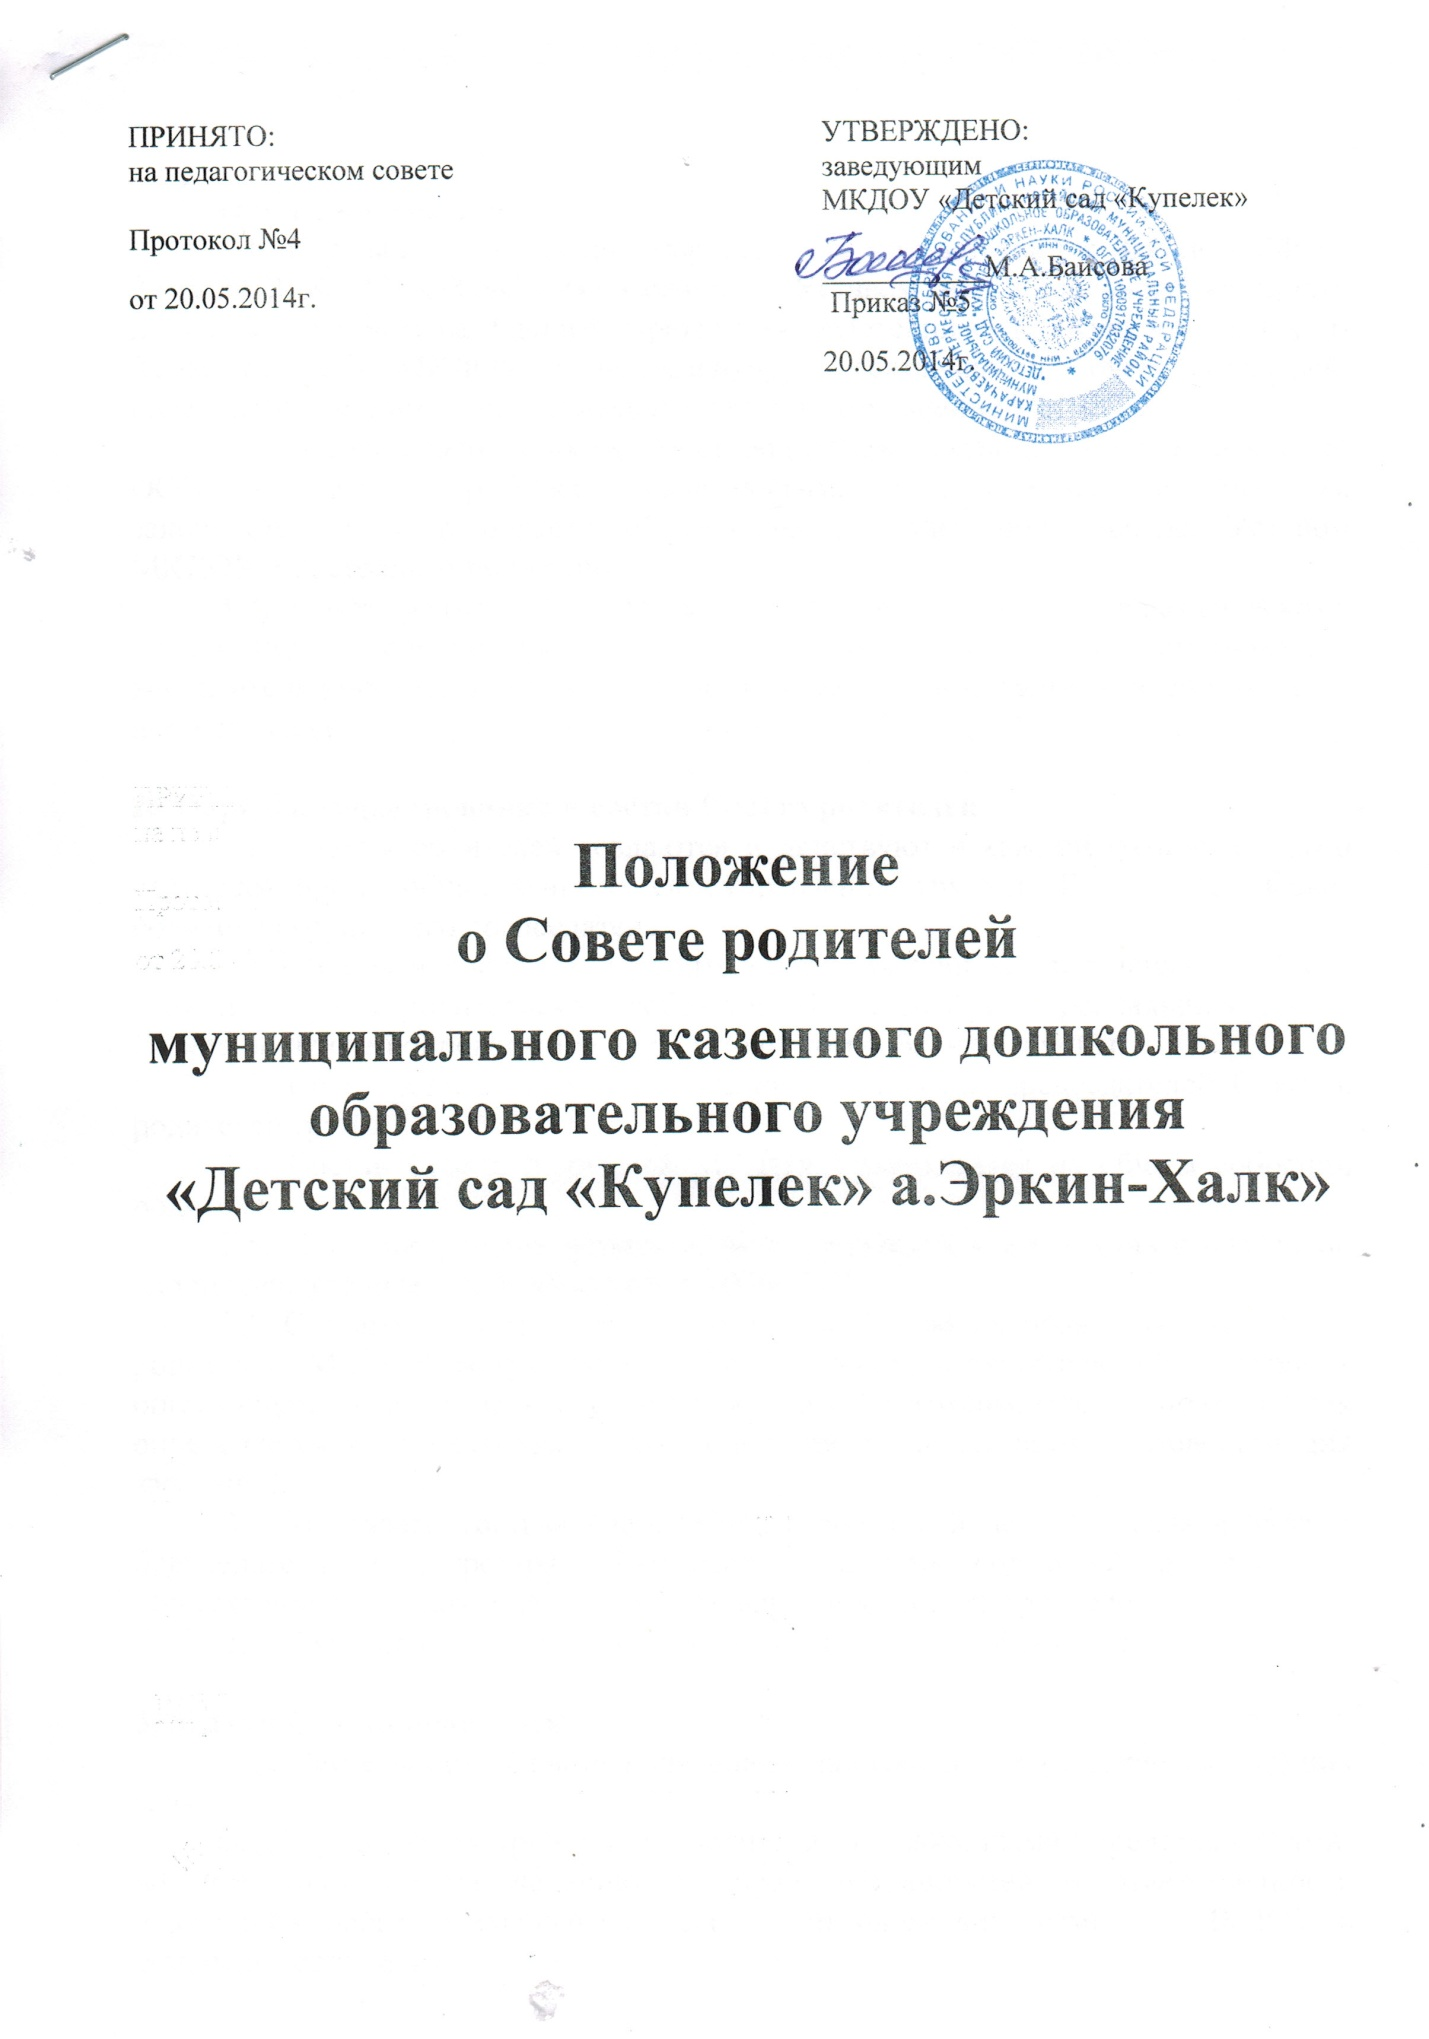 ПРИНЯТО:
на педагогическом совете
Протокол №4
от 20.05.2014г.
УТВЕРЖДЕНО:
заведующим
МКДОУ «Детский сад «Купелек»
М.А.Баисова
Приказ №5
20.05.2014г.
Положение
о Совете родителей
муниципального казенного дошкольного
образовательного учреждения
«Детский сад «Купелек» а.Эркин-Халк»